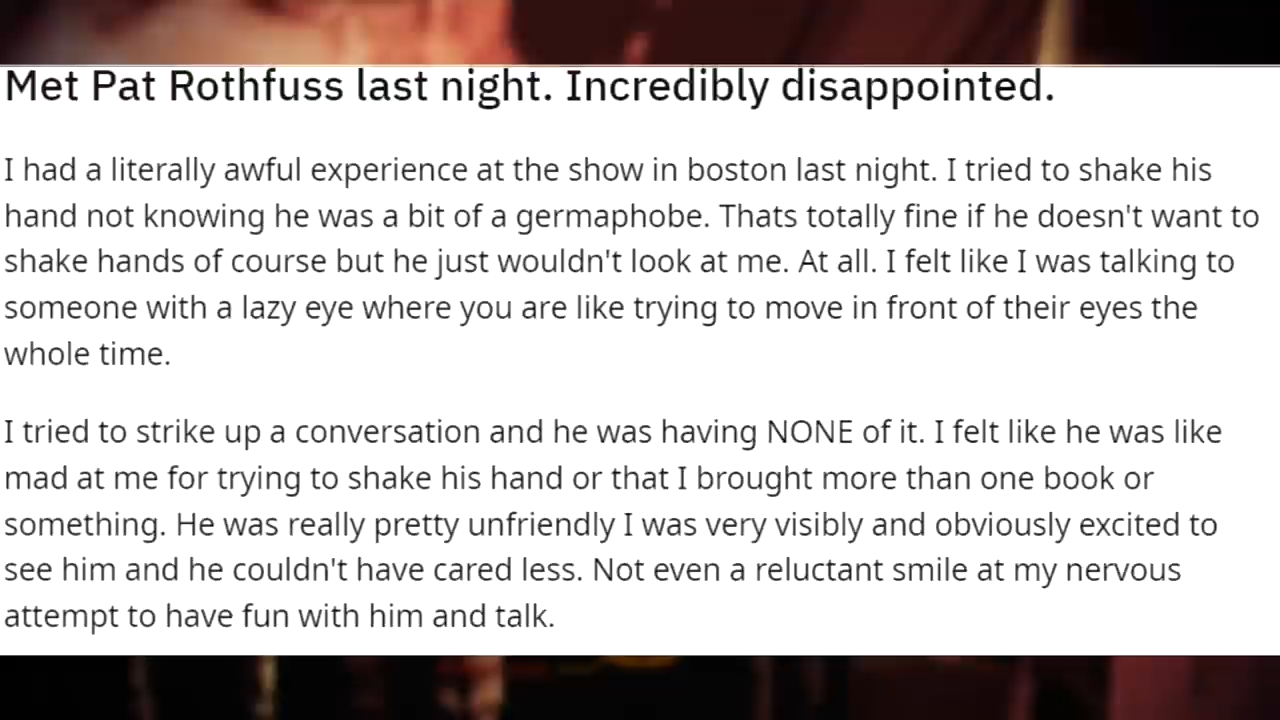 Met Pat Rothfuss last night. Incredibly disappointed.
I had a literally awful experience at the show in boston last night. I tried to shake his
hand not knowing he was a bit of a germaphobe. Thats totally fine if he doesn't want to
shake hands of course but he just wouldn't look at me. At all. I felt like I was talking to
someone with a lazy eye where you are like trying to move in front of their eyes the
whole time.
I tried to strike up a conversation and he was having NONE of it. I felt like he was like
mad at me for trying to shake his hand or that I brought more than one book or
something. He was really pretty unfriendly I was very visibly and obviously excited to
see him and he couldn't have cared less. Not even a reluctant smile at my nervous
attempt to have fun with him and talk.